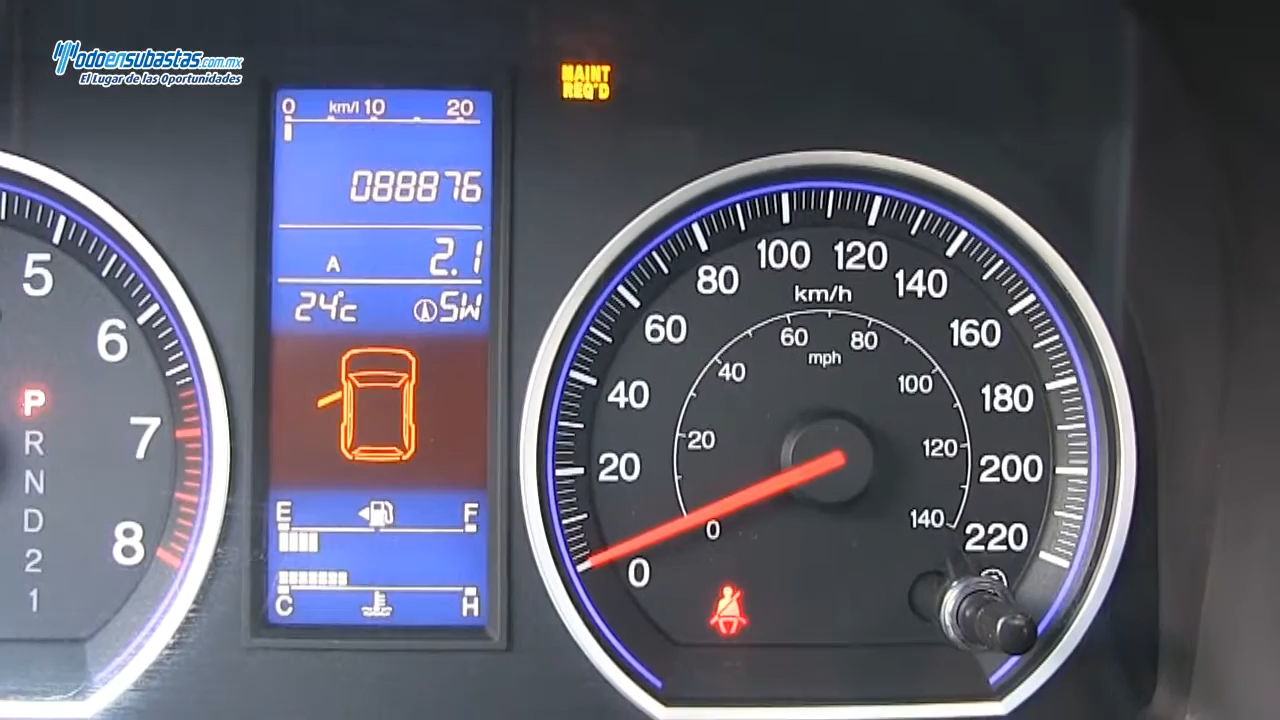 Todoensubastas.com.mx
El Lugar de las Oportunidades
MAINT
REQ'D
0 km/l 10 20
088876
A 2.1
24°c SW
E F
C H
5
6
7
8
P
R
N
D
2
1
0
20
40
60
80
100
120
140
160
180
200
220
km/h
0
20
40
60
80
100
120
140
mph